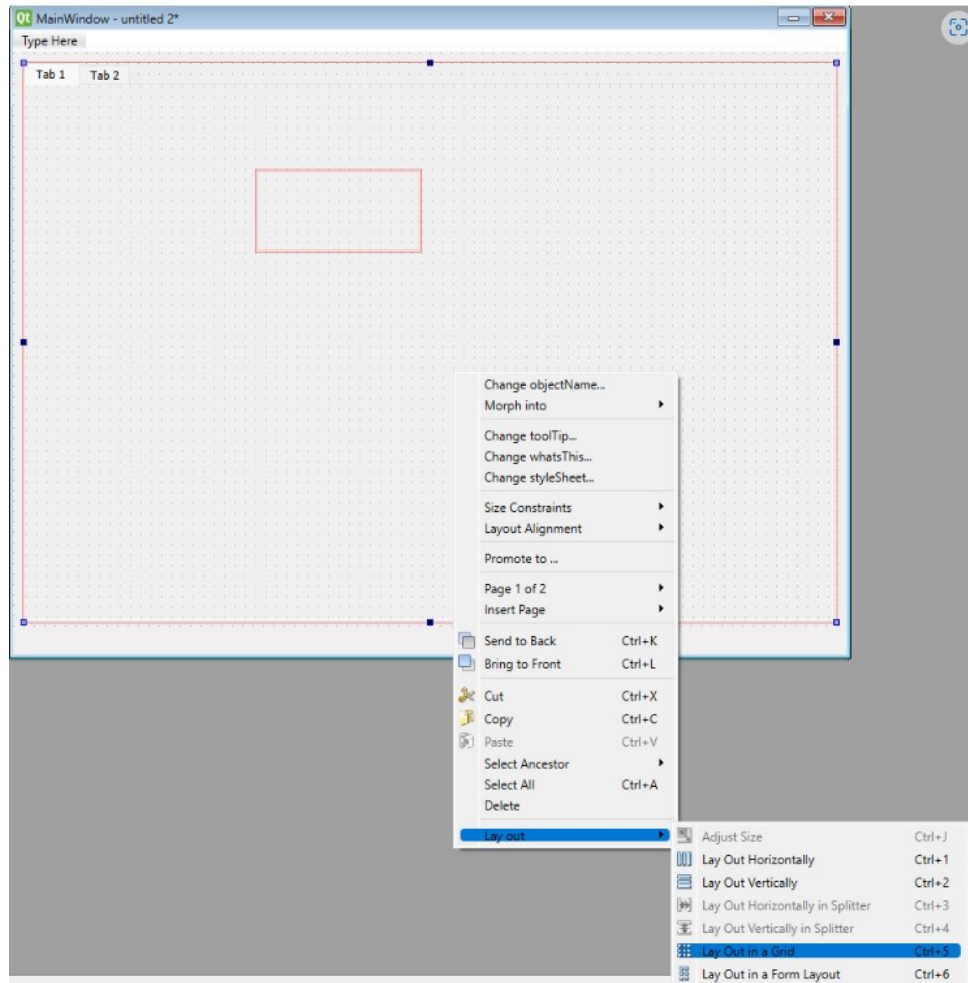 Qt MainWindow - untitled 2*
Type Here
Tab 1 Tab 2
Change objectName...
Morph into
Change toolTip...
Change whatsThis...
Change styleSheet...
Size Constraints
Layout Alignment
Promote to ...
Page 1 of 2
Insert Page
Send to Back Ctrl+K
Bring to Front Ctrl+L
Cut Ctrl+X
Copy Ctrl+C
Paste Ctrl+V
Select Ancestor
Select All Ctrl+A
Delete
Lay out
Adjust Size Ctrl+J
Lay Out Horizontally Ctrl+1
Lay Out Vertically Ctrl+2
Lay Out Horizontally in Splitter Ctrl+3
Lay Out Vertically in Splitter Ctrl+4
Lay Out in a Grid Ctrl+5
Lay Out in a Form Layout Ctrl+6